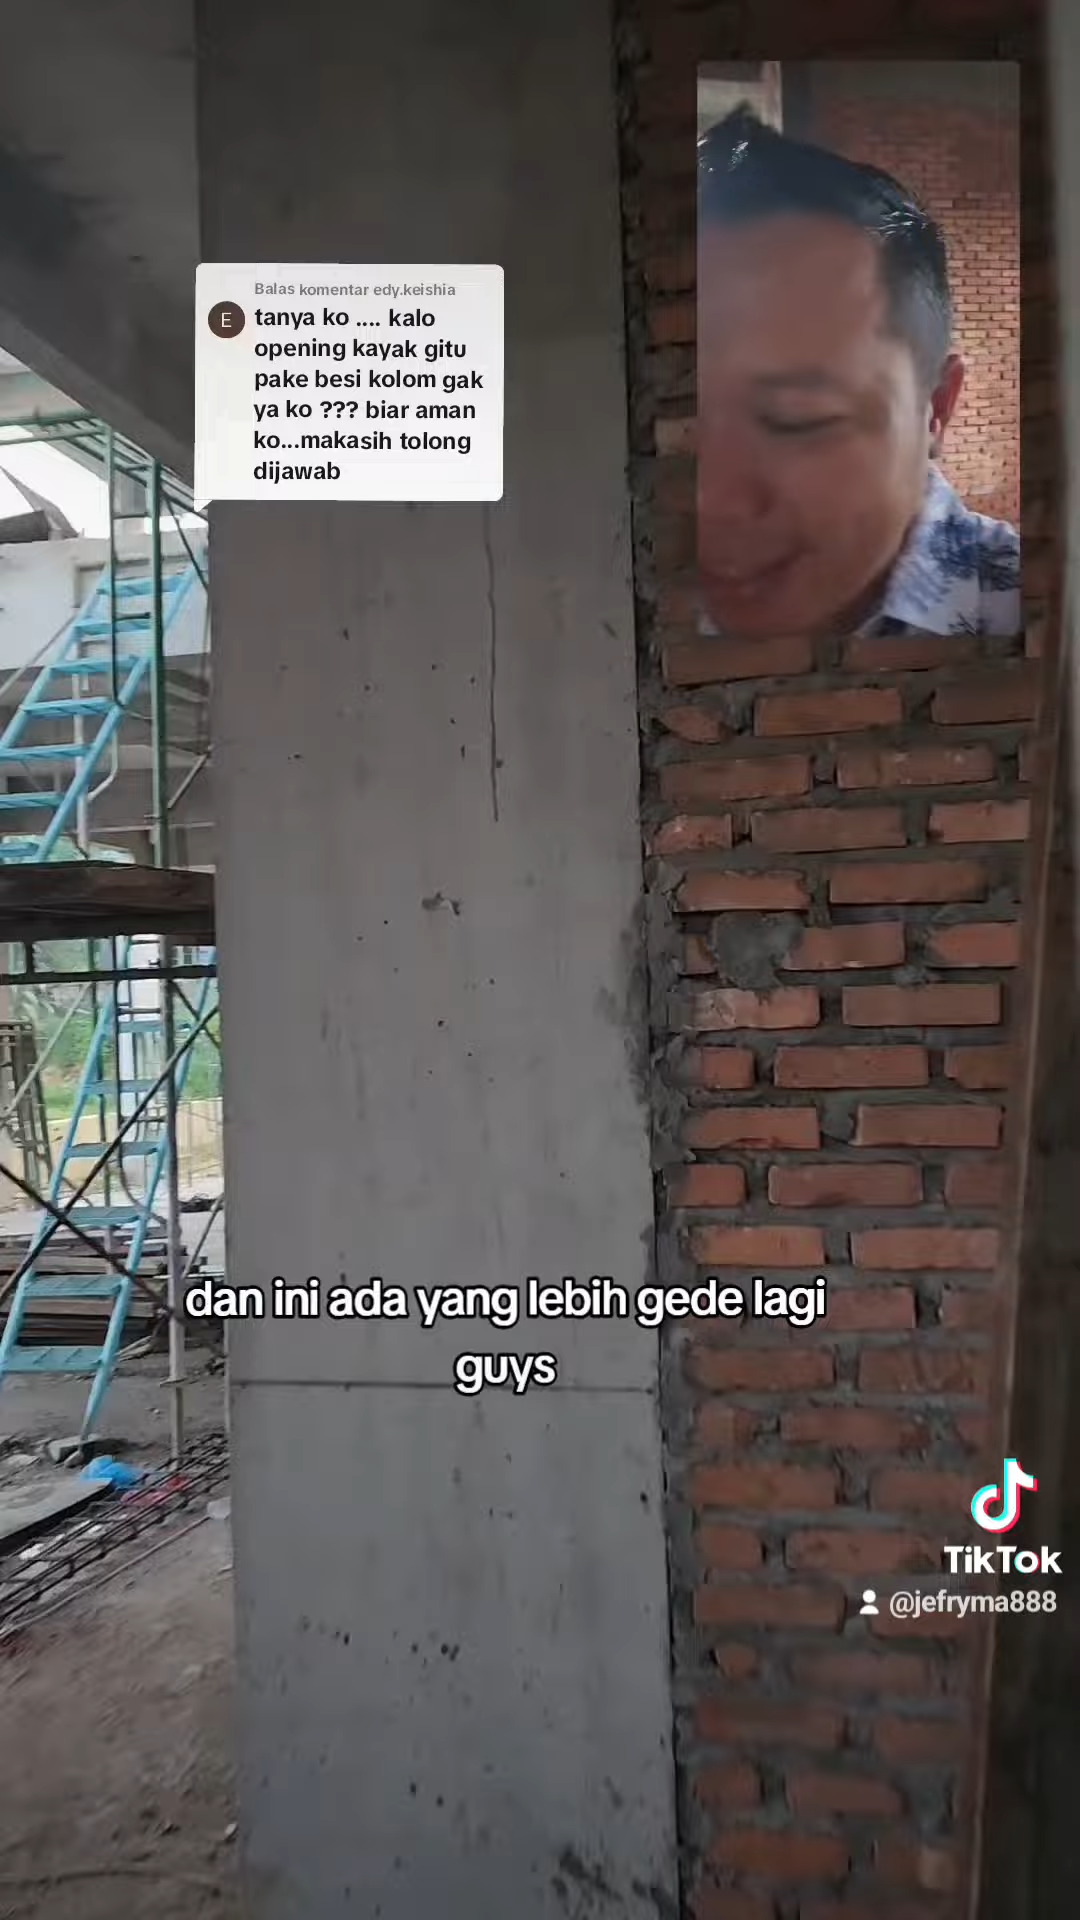 Balas komentar edy.keishia
E
tanya ko .... kalo
opening kayak gitu
pake besi kolom gak
ya ko ??? biar aman
ko...makasih tolong
dijawab
dan ini ada yang lebih gede lagi
guys
TikTok
@jefryma888